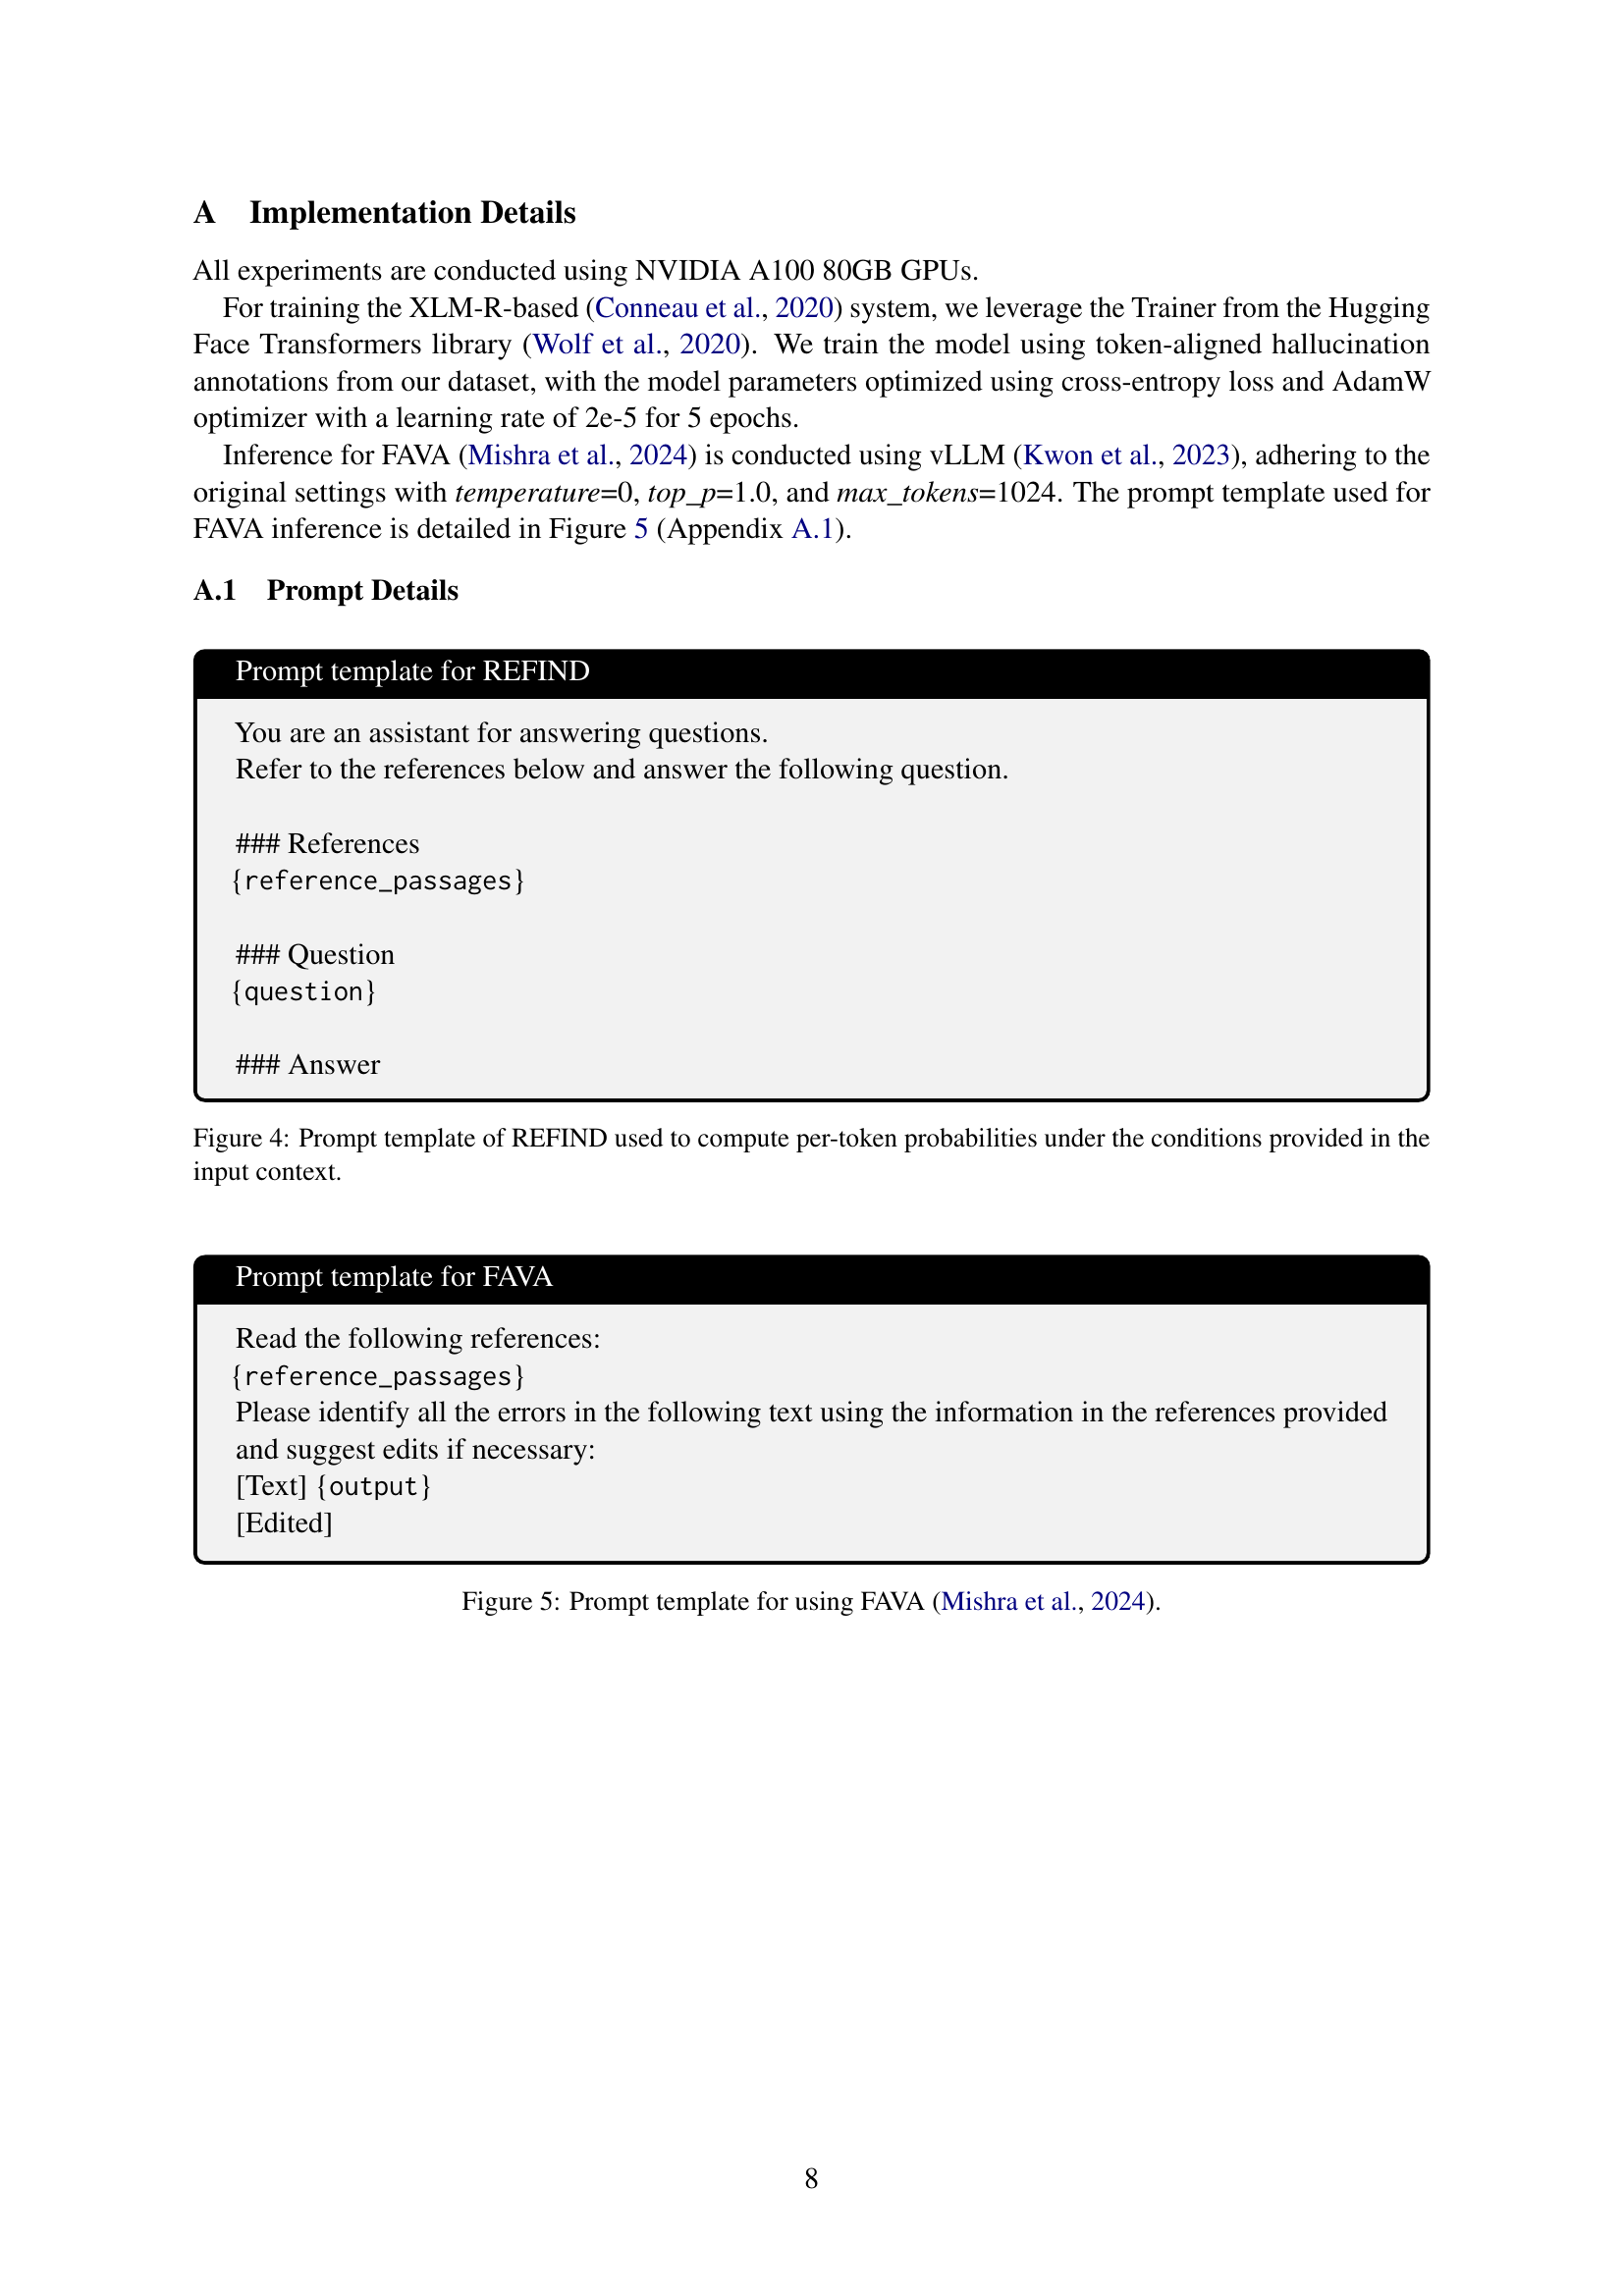 A Implementation Details
All experiments are conducted using NVIDIA A100 80GB GPUs.
For training the XLM-R-based (Conneau et al., 2020) system, we leverage the Trainer from the Hugging
Face Transformers library (Wolf et al., 2020). We train the model using token-aligned hallucination
annotations from our dataset, with the model parameters optimized using cross-entropy loss and AdamW
optimizer with a learning rate of 2e-5 for 5 epochs.
Inference for FAVA (Mishra et al., 2024) is conducted using vLLM (Kwon et al., 2023), adhering to the
original settings with temperature=0, top_p=1.0, and max_tokens=1024. The prompt template used for
FAVA inference is detailed in Figure 5 (Appendix A.1).
A.1 Prompt Details
Prompt template for REFIND
You are an assistant for answering questions.
Refer to the references below and answer the following question.
### References
{reference_passages}
### Question
{question}
### Answer
Figure 4: Prompt template of REFIND used to compute per-token probabilities under the conditions provided in the
input context.
Prompt template for FAVA
Read the following references:
{reference_passages}
Please identify all the errors in the following text using the information in the references provided
and suggest edits if necessary:
[Text] {output}
[Edited]
Figure 5: Prompt template for using FAVA (Mishra et al., 2024).
8